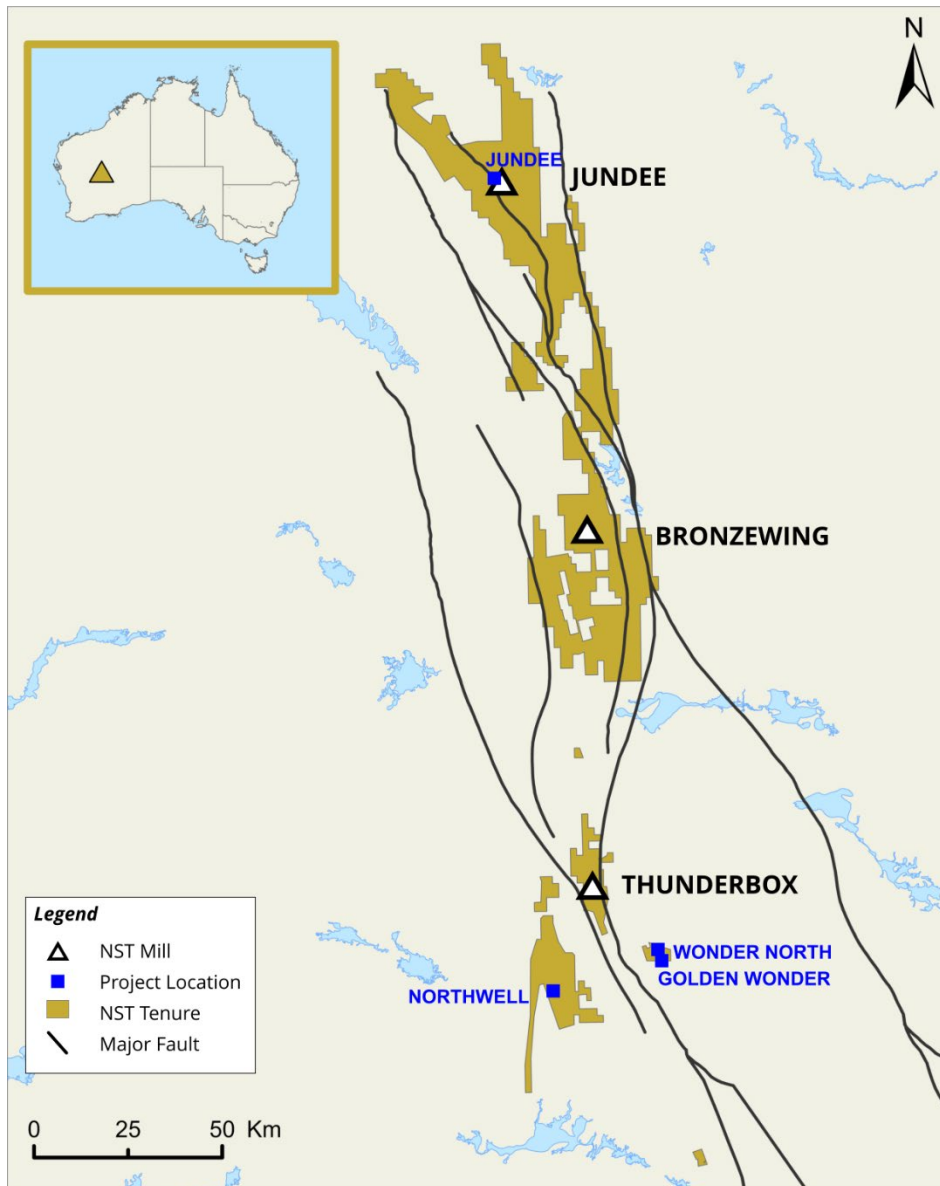 N
JUNDEE
JUNDEE
BRONZEWING
THUNDERBOX
WONDER NORTH
GOLDEN WONDER
NORTHWELL
Legend
NST Mill
Project Location
NST Tenure
Major Fault
0 25 50 Km